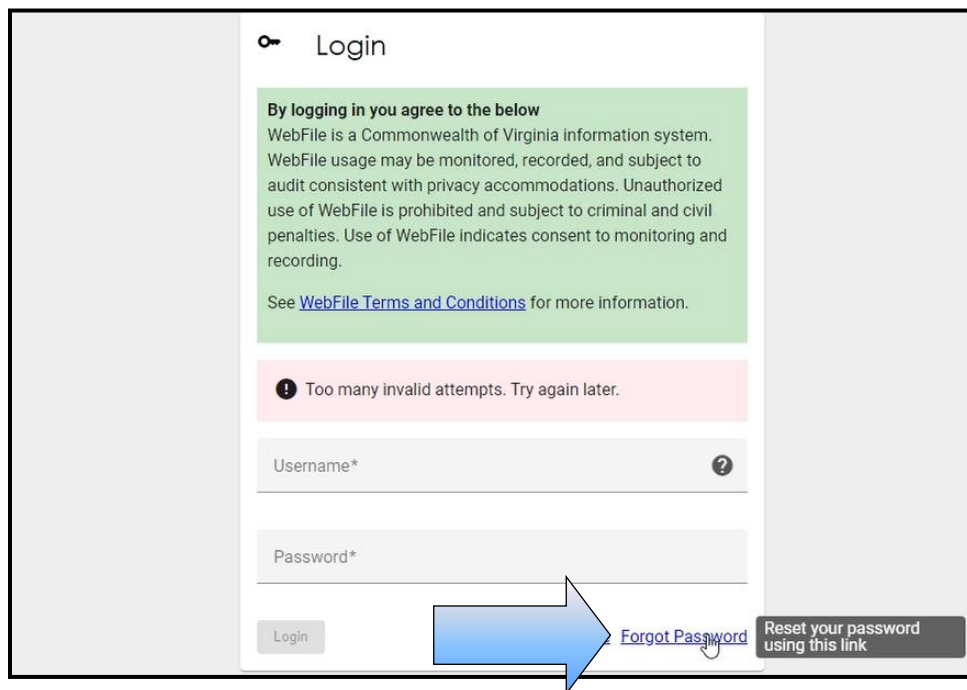 Login
By logging in you agree to the below
WebFile is a Commonwealth of Virginia information system.
WebFile usage may be monitored, recorded, and subject to
audit consistent with privacy accommodations. Unauthorized
use of WebFile is prohibited and subject to criminal and civil
penalties. Use of WebFile indicates consent to monitoring and
recording.
See WebFile Terms and Conditions for more information.
Too many invalid attempts. Try again later.
Username*
Password*
Login
Forgot Password
Reset your password
using this link